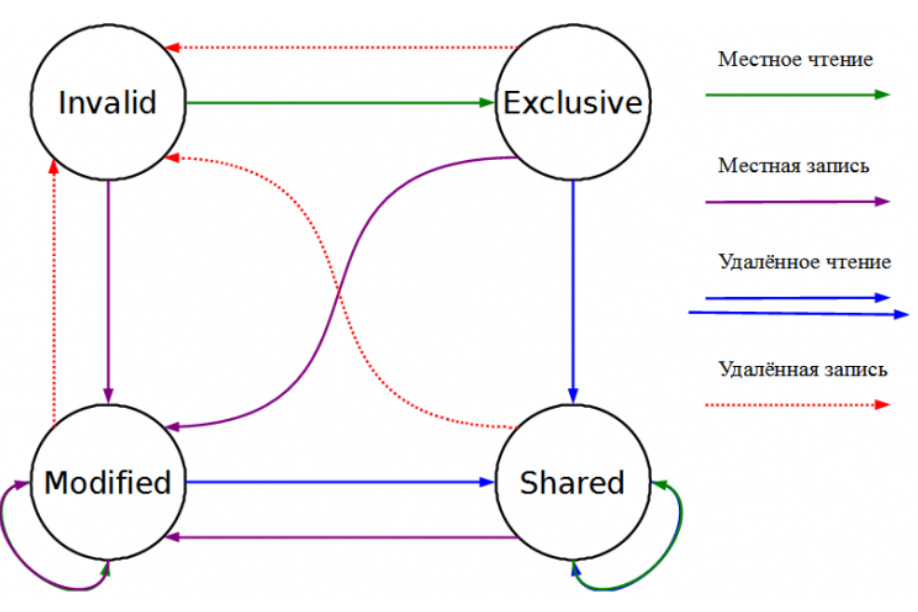 Invalid
Exclusive
Modified
Shared
Местное чтение
Местная запись
Удалённое чтение
Удалённая запись